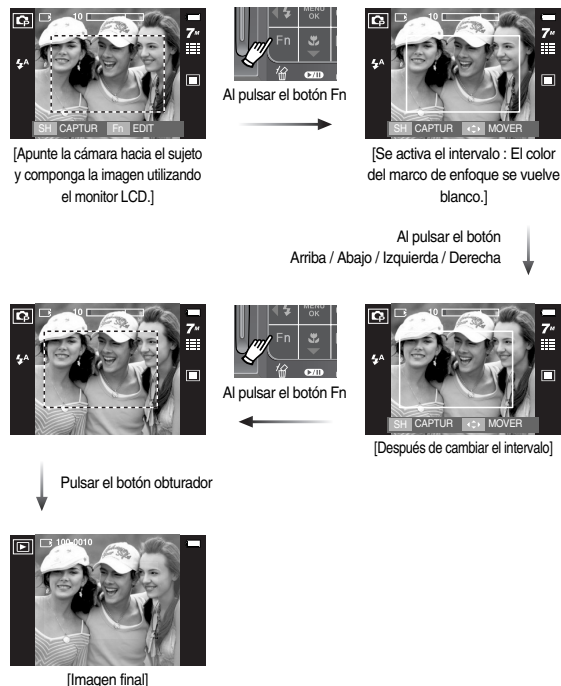 10
7M
A
SH CAPTUR Fn EDIT
[Apunte la cámara hacia el sujeto
y componga la imagen utilizando
el monitor LCD.]
MENU
OK
Fn
Al pulsar el botón Fn
10
7M
A
SH CAPTUR MOVER
[Se activa el intervalo : El color
del marco de enfoque se vuelve
blanco.]
Al pulsar el botón
Arriba / Abajo / Izquierda / Derecha
10
7M
A
SH CAPTUR MOVER
[Después de cambiar el intervalo]
MENU
OK
Fn
Al pulsar el botón Fn
10
7M
A
Pulsar el botón obturador
100-0010
[Imagen final]